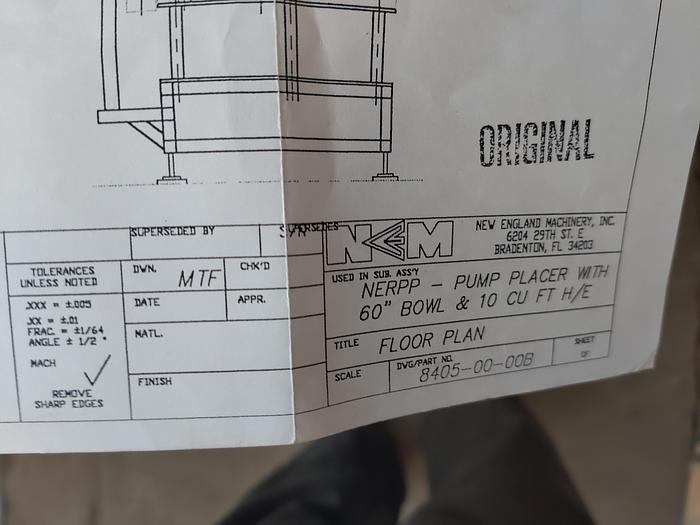 ORIGINAL
SUPERSEDED BY
SUPERSEDES
NEM
NEW ENGLAND MACHINERY, INC.
6204 29TH ST. E
BRADENTON, FL 34203
TOLERANCES
UNLESS NOTED
.XXX = ±.005
.XX = ±.01
FRAC. = ±1/64
ANGLE ± 1/2 °
MACH
REMOVE
SHARP EDGES
DWN. MTF
CHK'D
DATE
APPR.
MATL.
FINISH
USED IN SUB. ASS'Y
NERPP - PUMP PLACER WITH
60" BOWL & 10 CU FT H/E
TITLE FLOOR PLAN
SCALE
DWG/PART NO.
8405-00-00B
SHEET
OF